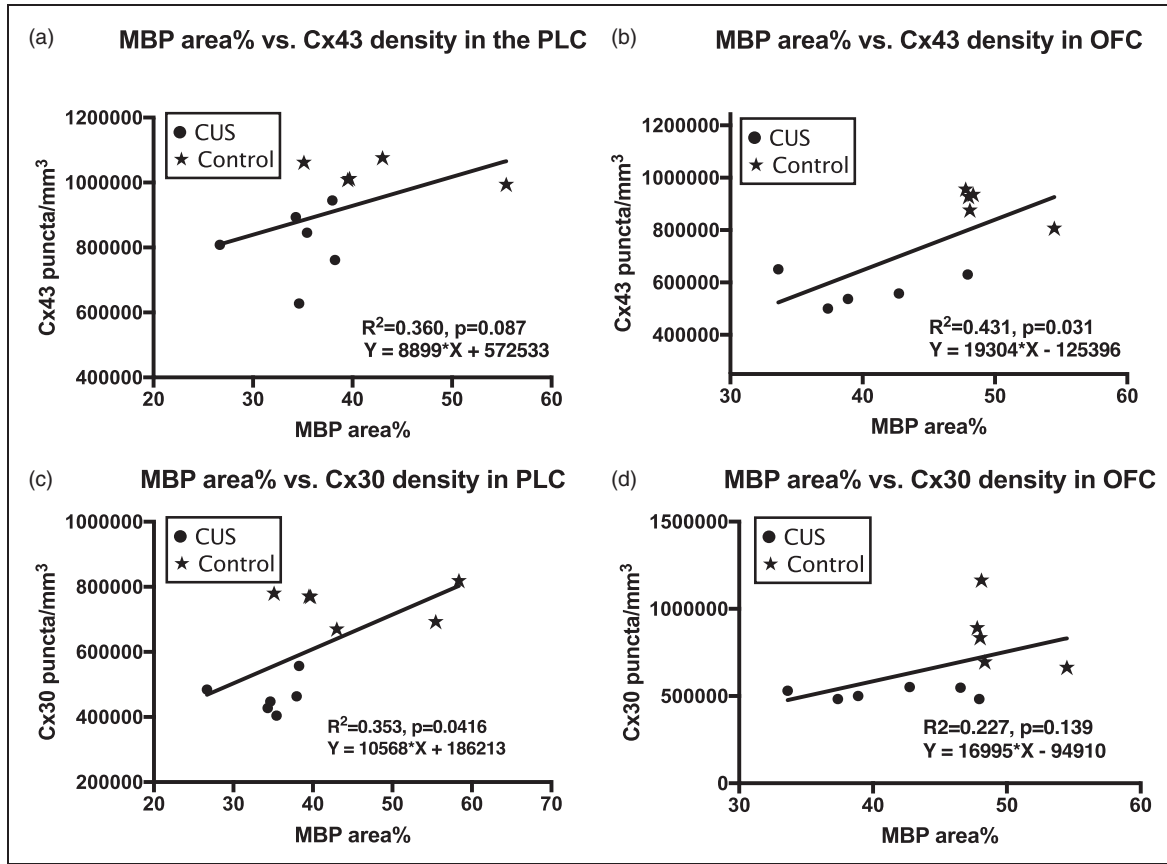 (a) MBP area% vs. Cx43 density in the PLC
Cx43 puncta/mm³
1200000
1000000
800000
600000
400000
CUS
Control
R²=0.360, p=0.087
Y = 8899*X + 572533
20 30 40 50 60
MBP area%
(b) MBP area% vs. Cx43 density in OFC
Cx43 puncta/mm³
1200000
1000000
800000
600000
400000
CUS
Control
R²=0.431, p=0.031
Y = 19304*X - 125396
30 40 50 60
MBP area%
(c) MBP area% vs. Cx30 density in PLC
Cx30 puncta/mm³
1000000
800000
600000
400000
200000
CUS
Control
R²=0.353, p=0.0416
Y = 10568*X + 186213
20 30 40 50 60 70
MBP area%
(d) MBP area% vs. Cx30 density in OFC
Cx30 puncta/mm³
1500000
1000000
500000
0
CUS
Control
R2=0.227, p=0.139
Y = 16995*X - 94910
30 40 50 60
MBP area%